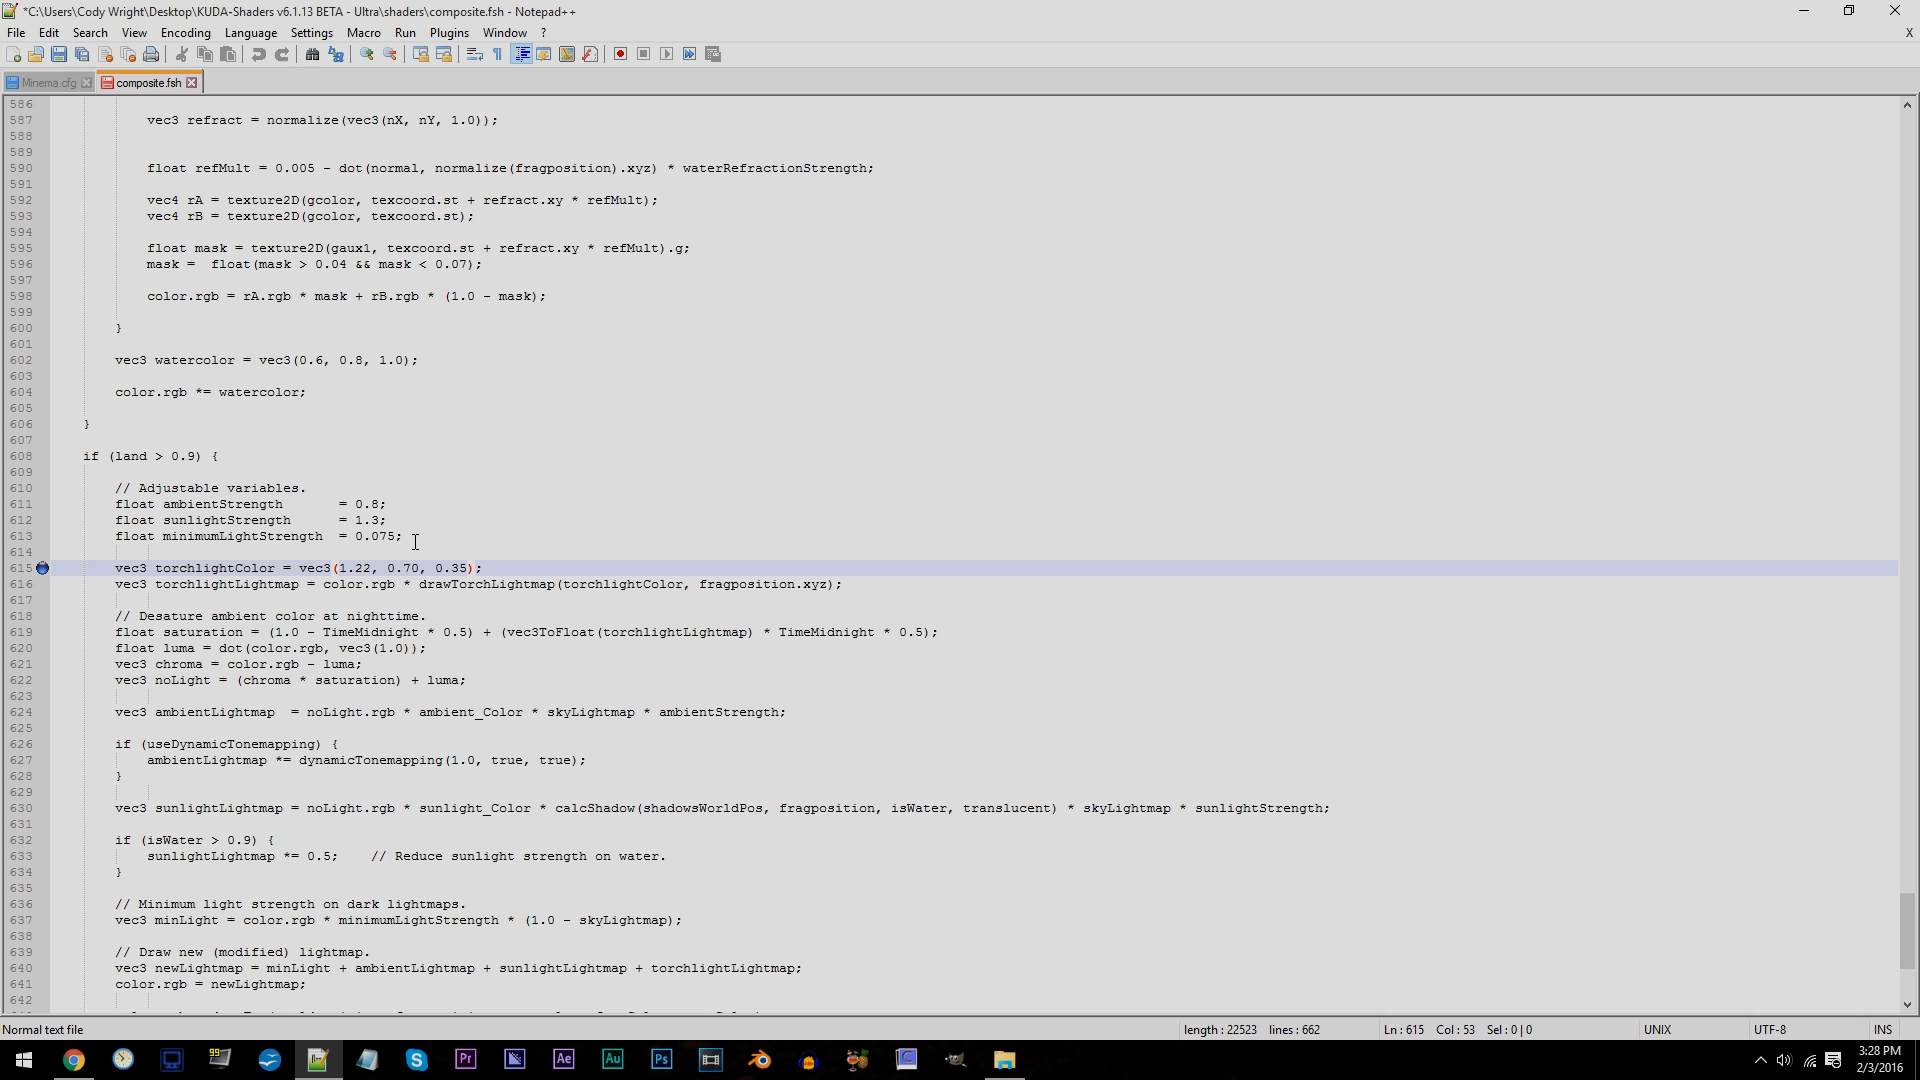 *C:\Users\Cody Wright\Desktop\KUDA-Shaders v6.1.13 BETA - Ultra\shaders\composite.fsh - Notepad++
File Edit Search View Encoding Language Settings Macro Run Plugins Window ? X
Minema.cfg composite.fsh
586
587 vec3 refract = normalize(vec3(nX, nY, 1.0));
588
589
590 float refMult = 0.005 - dot(normal, normalize(fragposition).xyz) * waterRefractionStrength;
591
592 vec4 rA = texture2D(gcolor, texcoord.st + refract.xy * refMult);
593 vec4 rB = texture2D(gcolor, texcoord.st);
594
595 float mask = texture2D(gaux1, texcoord.st + refract.xy * refMult).g;
596 mask =  float(mask > 0.04 && mask < 0.07);
597
598 color.rgb = rA.rgb * mask + rB.rgb * (1.0 - mask);
599
600 }
601
602 vec3 watercolor = vec3(0.6, 0.8, 1.0);
603
604 color.rgb *= watercolor;
605
606 }
607
608 if (land > 0.9) {
609
610 // Adjustable variables.
611 float ambientStrength = 0.8;
612 float sunlightStrength = 1.3;
613 float minimumLightStrength = 0.075;
614
615 vec3 torchlightColor = vec3(1.22, 0.70, 0.35);
616 vec3 torchlightLightmap = color.rgb * drawTorchLightmap(torchlightColor, fragposition.xyz);
617
618 // Desature ambient color at nighttime.
619 float saturation = (1.0 - TimeMidnight * 0.5) + (vec3ToFloat(torchlightLightmap) * TimeMidnight * 0.5);
620 float luma = dot(color.rgb, vec3(1.0));
621 vec3 chroma = color.rgb - luma;
622 vec3 noLight = (chroma * saturation) + luma;
623
624 vec3 ambientLightmap = noLight.rgb * ambient_Color * skyLightmap * ambientStrength;
625
626 if (useDynamicTonemapping) {
627 ambientLightmap *= dynamicTonemapping(1.0, true, true);
628 }
629
630 vec3 sunlightLightmap = noLight.rgb * sunlight_Color * calcShadow(shadowsWorldPos, fragposition, isWater, translucent) * skyLightmap * sunlightStrength;
631
632 if (isWater > 0.9) {
633 sunlightLightmap *= 0.5; // Reduce sunlight strength on water.
634 }
635
636 // Minimum light strength on dark lightmaps.
637 vec3 minLight = color.rgb * minimumLightStrength * (1.0 - skyLightmap);
638
639 // Draw new (modified) lightmap.
640 vec3 newLightmap = minLight + ambientLightmap + sunlightLightmap + torchlightLightmap;
641 color.rgb = newLightmap;
642
Normal text file length : 22523 lines : 662 Ln : 615 Col : 53 Sel : 0 | 0 UNIX UTF-8 INS
99 Pr Ae Au Ps
3:28 PM
2/3/2016